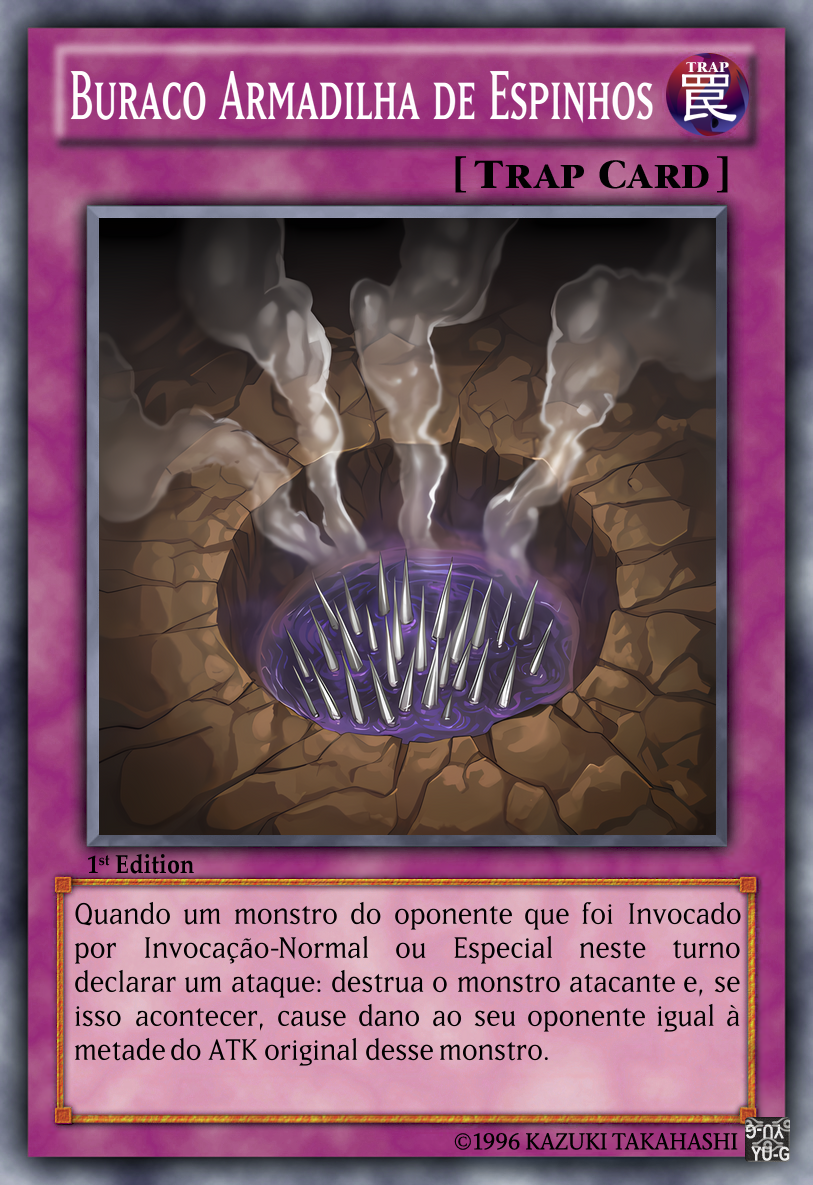 Buraco Armadilha de Espinhos
TRAP
罠
[Trap Card]
1st Edition
Quando um monstro do oponente que foi Invocado
por Invocação-Normal ou Especial neste turno
declarar um ataque: destrua o monstro atacante e, se
isso acontecer, cause dano ao seu oponente igual à
metade do ATK original desse monstro.
©1996 KAZUKI TAKAHASHI
YU-G
YU-G